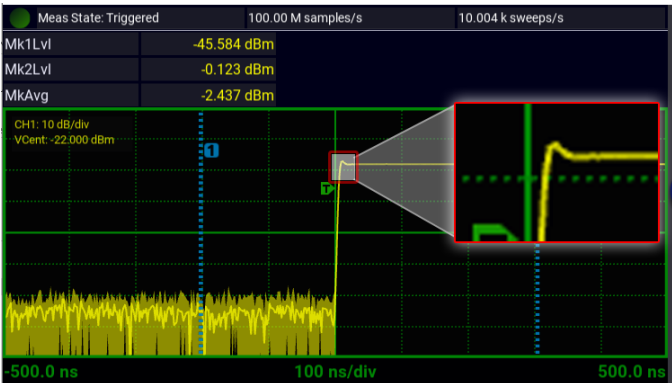 Meas State: Triggered 100.00 M samples/s 10.004 k sweeps/s
Mk1Lvl -45.584 dBm
Mk2Lvl -0.123 dBm
MkAvg -2.437 dBm
CH1: 10 dB/div
VCent: -22.000 dBm
1
T
-500.0 ns 100 ns/div 500.0 ns